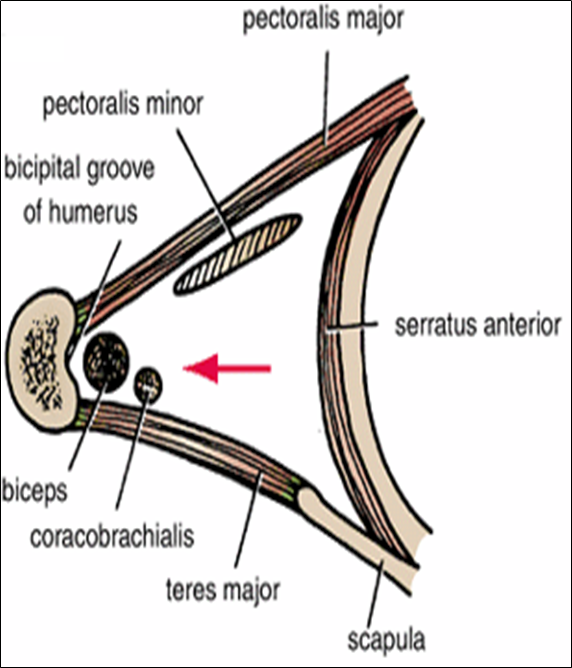 pectoralis major
pectoralis minor
bicipital groove
of humerus
serratus anterior
biceps
coracobrachialis
teres major
scapula